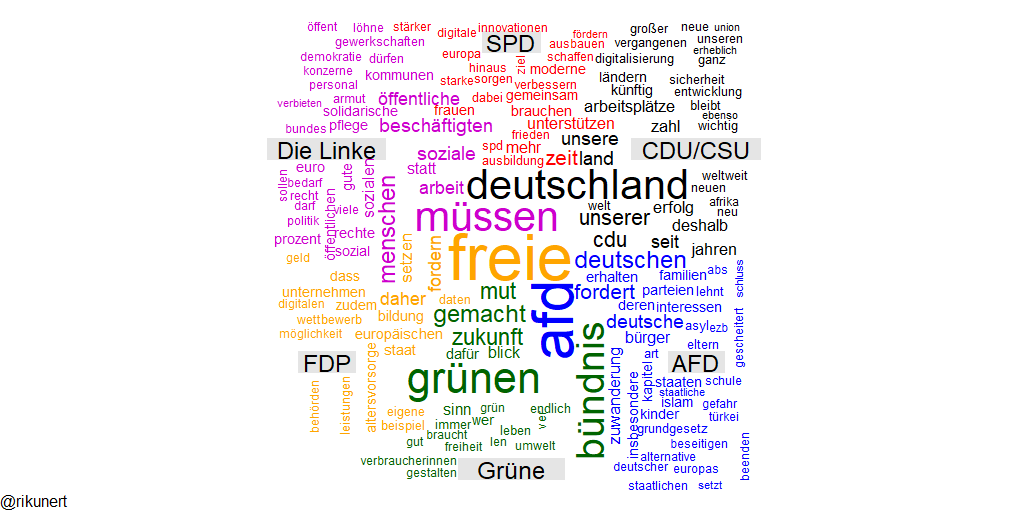 öffent löhne stärker innovationen großer neue union
digitale fördern
gewerkschaften SPD ausbauen vergangenen unseren
demokratie dürfen europa ziel schaffen digitalisierung erheblich ganz
konzerne kommunen hinaus moderne ländern sicherheit
personal starke sorgen verbessern künftig entwicklung
verbieten armut öffentliche dabei gemeinsam arbeitsplätze bleibt
solidarische frauen brauchen ebenso
bundes pflege beschäftigten unterstützen zahl wichtig
frieden unsere
Die Linke soziale spd mehr zeit land CDU/CSU
ausbildung
euro gute sozialen statt deutschland weltweit
sollen bedarf arbeit neuen
recht menschen welt erfolg afrika
darf viele müssen unserer neu
politik öffentlichen deshalb
prozent rechte setzen fordern freie cdu seit jahren
sozial deutschen
geld erhalten familien abs schluss
dass afd
unternehmen daher daten mut fordert parteien lehnt
digitalen zudem gemacht deren interessen
wettbewerb bildung deutsche asyl ezb
möglichkeit europäischen zukunft bürger gescheitert
staat dafür blick eltern
FDP altersvorsorge bündnis art AFD
grünen zuwanderung kapitel
behörden leistungen insbesondere staaten schule
staatliche
eigene sinn grün endlich islam gefahr
beispiel immer wer kinder türkei
braucht leben grundgesetz
gut freiheit len umwelt beseitigen
verbraucherinnen alternative beenden
gestalten Grüne deutscher europas
staatlichen setzt
@rikunert